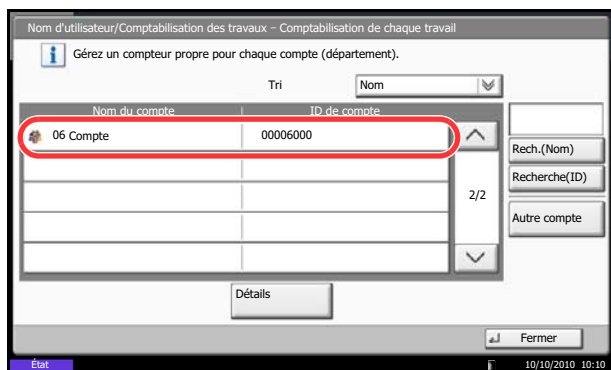 Nom d'utilisateur/Comptabilisation des travaux – Comptabilisation de chaque travail
Gérez un compteur propre pour chaque compte (département).
Tri Nom
Nom du compte ID de compte
06 Compte 00006000
Rech.(Nom)
Recherche(ID)
2/2
Autre compte
Détails
Fermer
État 10/10/2010 10:10